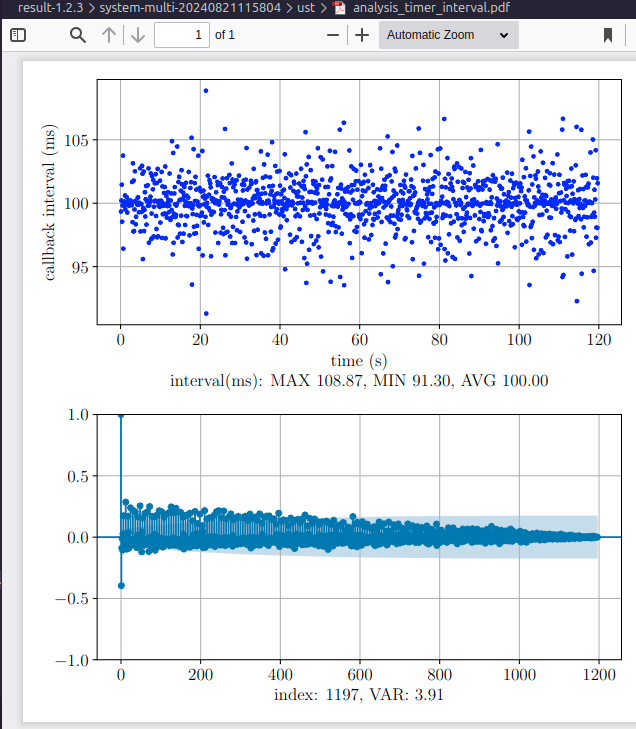 result-1.2.3 > system-multi-20240821115804 > ust > analysis_timer_interval.pdf
1 of 1 Automatic Zoom
callback interval (ms)
105
100
95
0 20 40 60 80 100 120
time (s)
interval(ms): MAX 108.87, MIN 91.30, AVG 100.00
1.0
0.5
0.0
−0.5
−1.0
0 200 400 600 800 1000 1200
index: 1197, VAR: 3.91